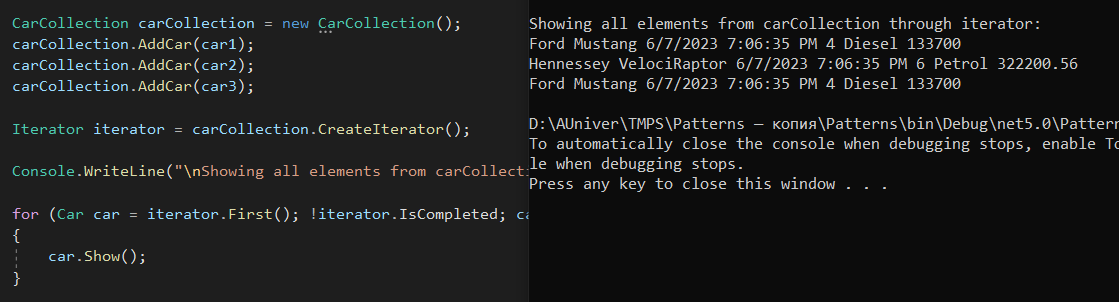 CarCollection carCollection = new CarCollection();
carCollection.AddCar(car1);
carCollection.AddCar(car2);
carCollection.AddCar(car3);
Iterator iterator = carCollection.CreateIterator();
Console.WriteLine("\nShowing all elements from carCollecti
for (Car car = iterator.First(); !iterator.IsCompleted; ca
{
car.Show();
}
Showing all elements from carCollection through iterator:
Ford Mustang 6/7/2023 7:06:35 PM 4 Diesel 133700
Hennessey VelociRaptor 6/7/2023 7:06:35 PM 6 Petrol 322200.56
Ford Mustang 6/7/2023 7:06:35 PM 4 Diesel 133700
D:\AUniver\TMPS\Patterns — копия\Patterns\bin\Debug\net5.0\Pattern
To automatically close the console when debugging stops, enable To
le when debugging stops.
Press any key to close this window . . .